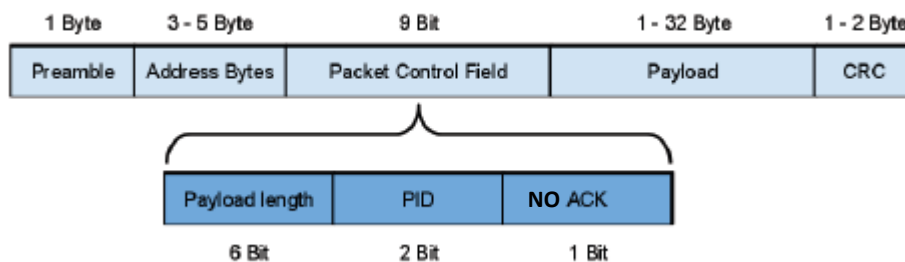 1 Byte 3 - 5 Byte 9 Bit 1 - 32 Byte 1 - 2 Byte
Preamble Address Bytes Packet Control Field Payload CRC
Payload length PID NO ACK
6 Bit 2 Bit 1 Bit